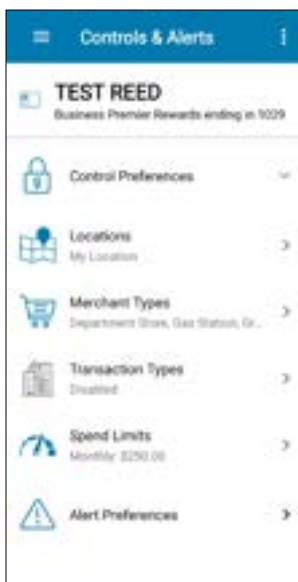 Controls & Alerts
TEST REED
Business Premier Rewards ending in 1029
Control Preferences
Locations
My Location
Merchant Types
Department Store, Gas Station, Gr...
Transaction Types
Disabled
Spend Limits
Monthly: $250.00
Alert Preferences